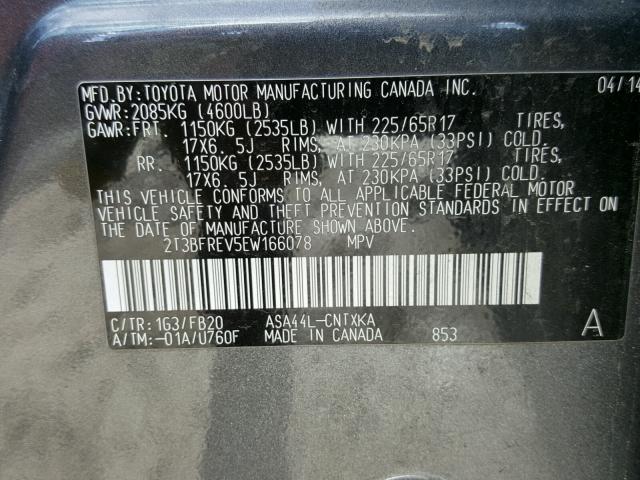 MFD.BY:TOYOTA MOTOR MANUFACTURING CANADA INC. 04/14
GVWR:2085KG (4600LB)
GAWR:FRT. 1150KG (2535LB) WITH 225/65R17 TIRES,
17X6. 5J RIMS, AT 230KPA (33PSI) COLD.
RR. 1150KG (2535LB) WITH 225/65R17 TIRES,
17X6. 5J RIMS, AT 230KPA (33PSI) COLD.
THIS VEHICLE CONFORMS TO ALL APPLICABLE FEDERAL MOTOR
VEHICLE SAFETY AND THEFT PREVENTION STANDARDS IN EFFECT ON
THE DATE OF MANUFACTURE SHOWN ABOVE.
2T3BFREV5EW166078 MPV
C/TR: 1G3/FB20 ASA44L-CNTXKA
A/TM:-01A/U760F MADE IN CANADA 853 A